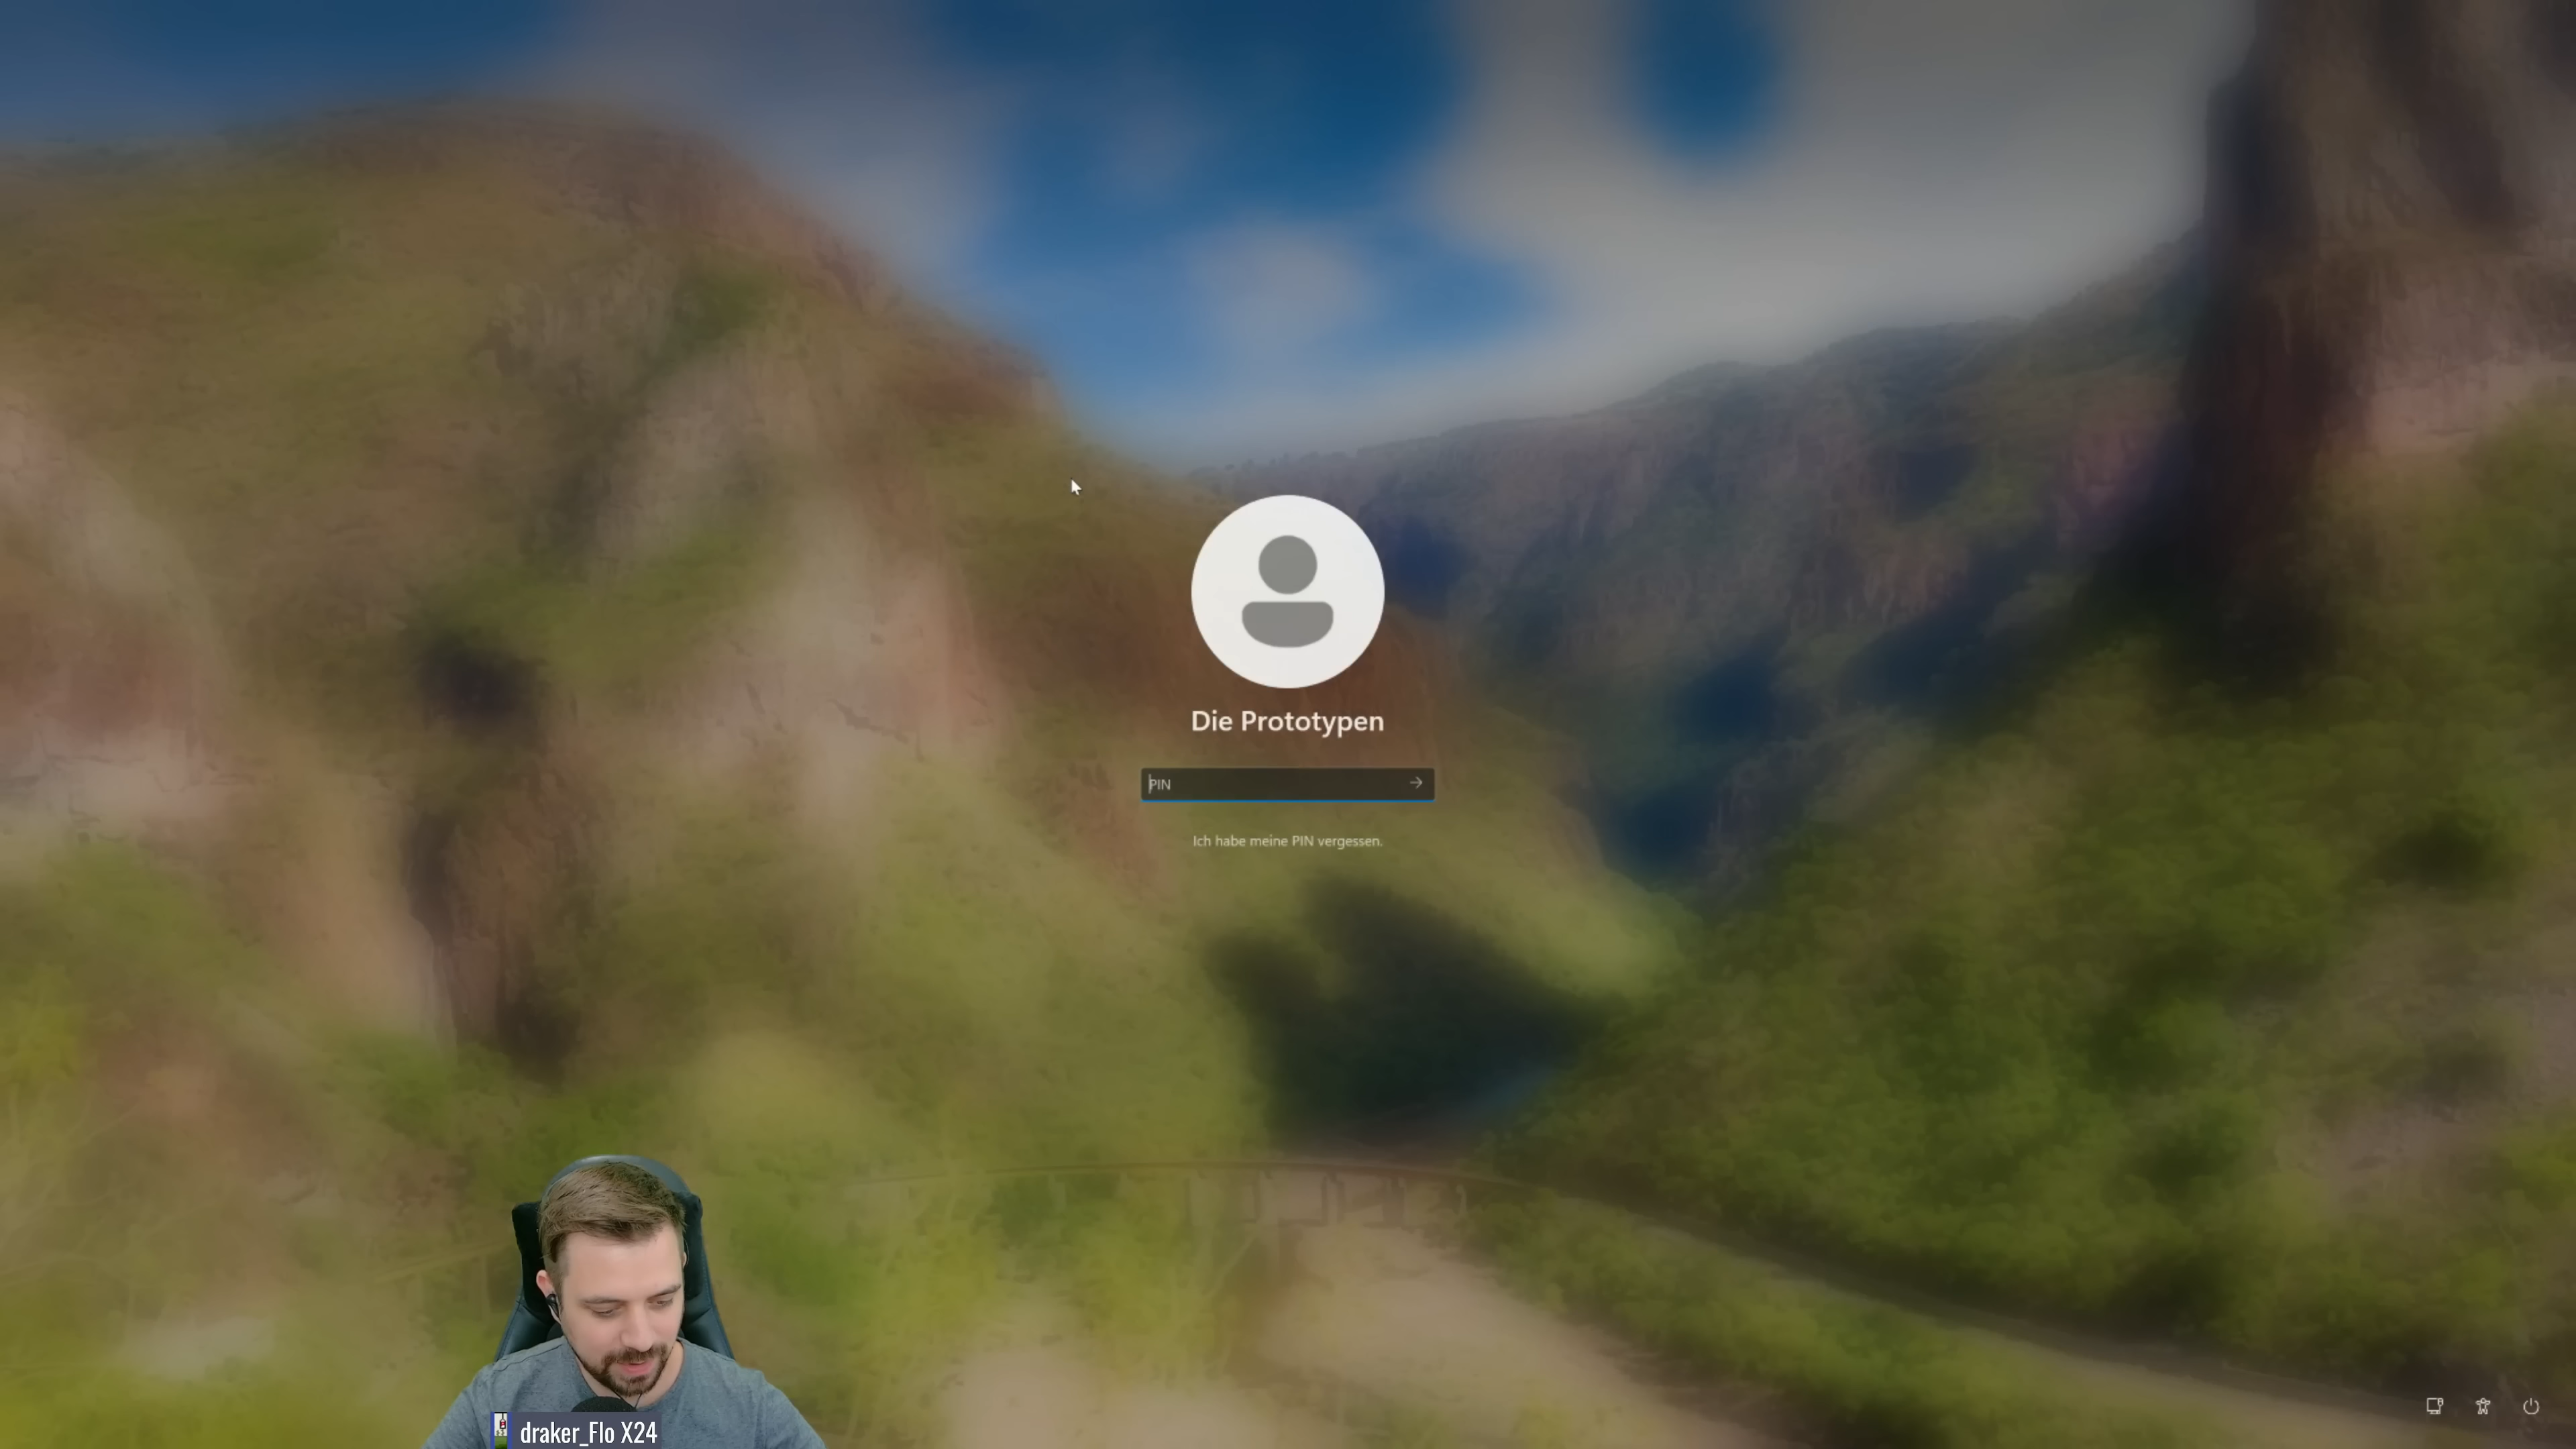 Die Prototypen
PIN
Ich habe meine PIN vergessen.
draker_Flo X24